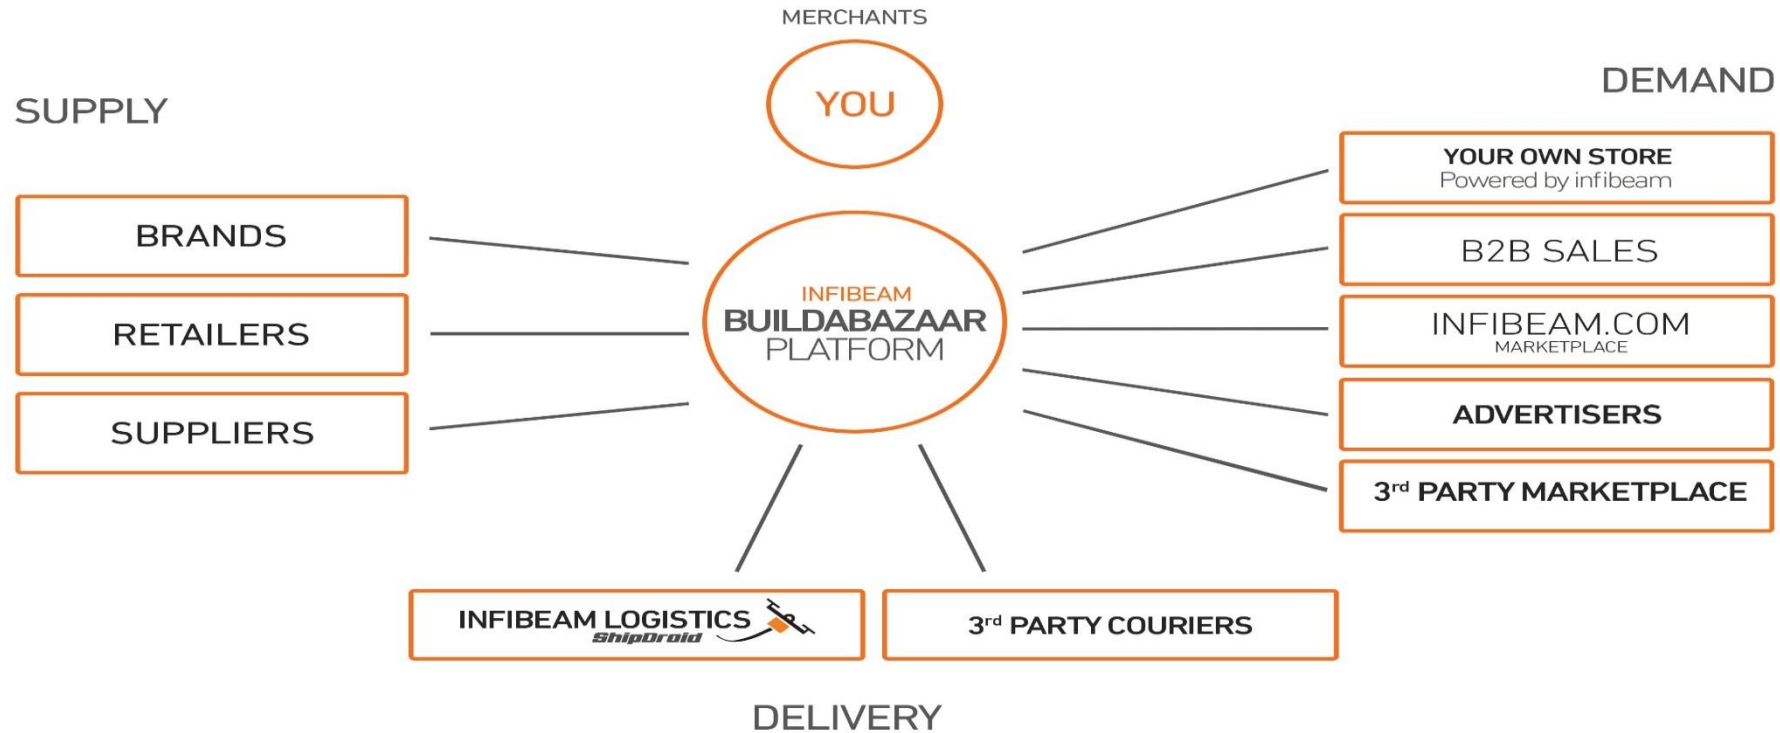 MERCHANTS
YOU
SUPPLY
BRANDS
RETAILERS
SUPPLIERS
INFIBEAM
BUILDABAZAAR
PLATFORM
DEMAND
YOUR OWN STORE
Powered by infibeam
B2B SALES
INFIBEAM.COM
MARKETPLACE
ADVERTISERS
3rd PARTY MARKETPLACE
INFIBEAM LOGISTICS
ShipDroid
3rd PARTY COURIERS
DELIVERY